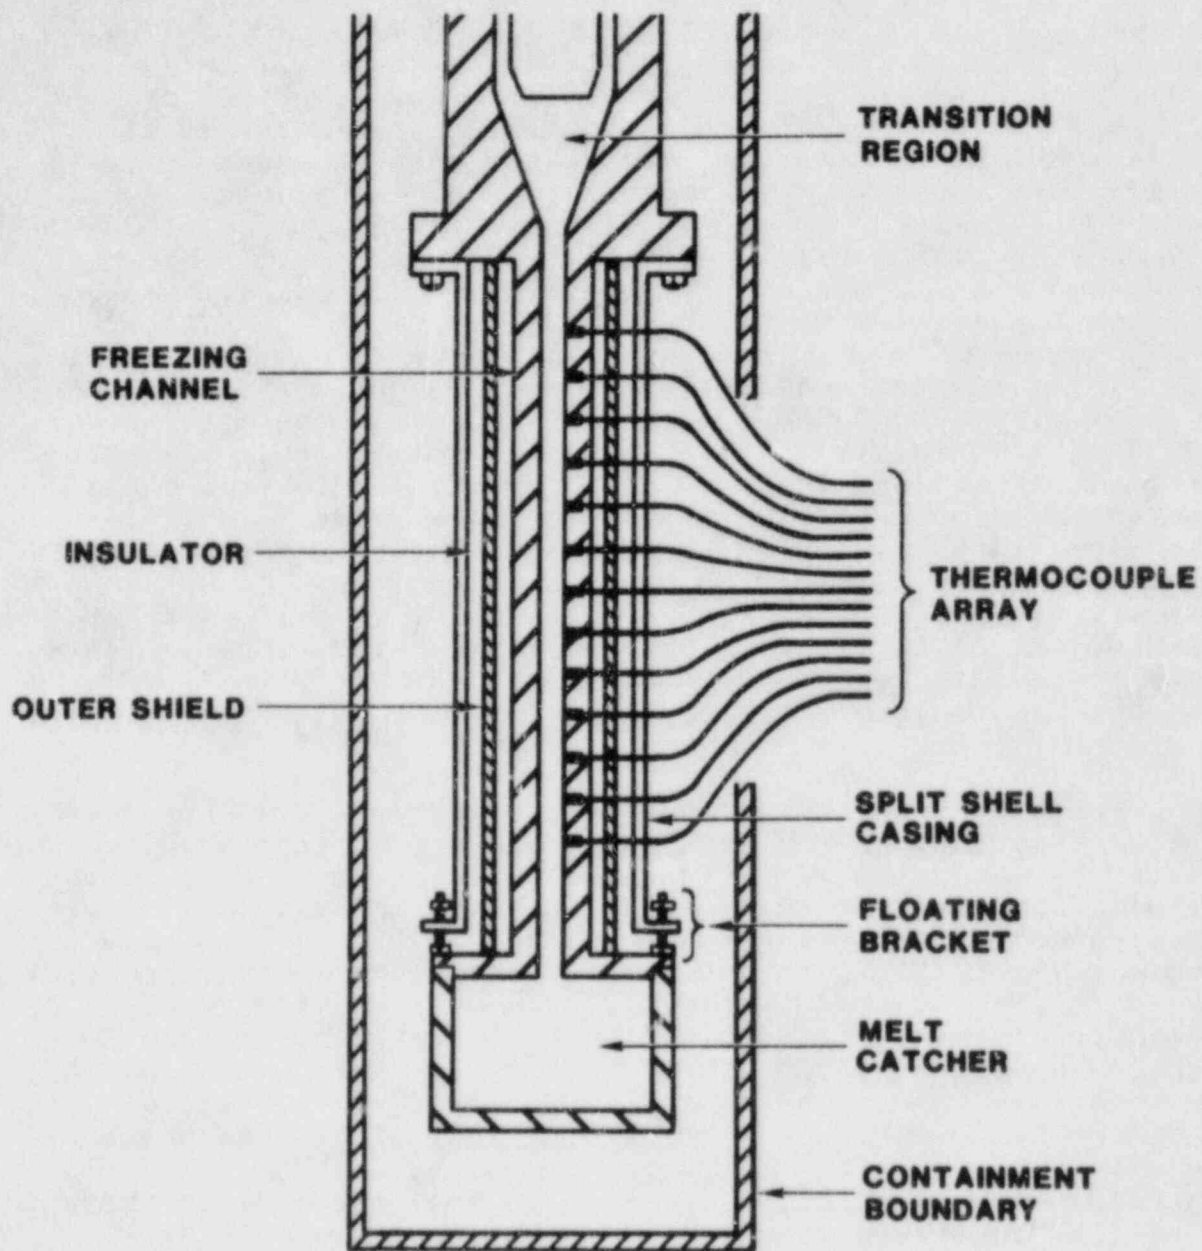 TRANSITION
REGION
FREEZING
CHANNEL
INSULATOR
THERMOCOUPLE
ARRAY
OUTER SHIELD
SPLIT SHELL
CASING
FLOATING
BRACKET
MELT
CATCHER
CONTAINMENT
BOUNDARY